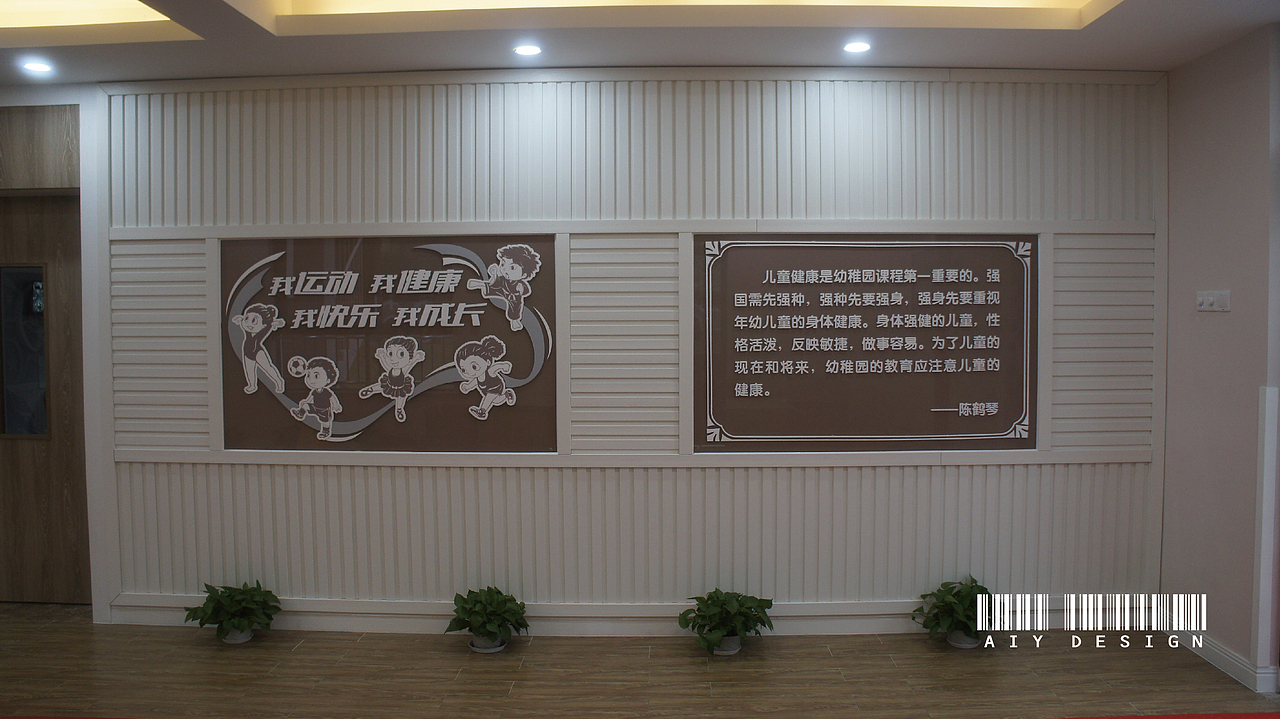 我运动 我健康
我快乐 我成长
儿童健康是幼稚园课程第一重要的。强
国需先强种，强种先要强身，强身先要重视
年幼儿童的身体健康。身体强健的儿童，性
格活泼，反映敏捷，做事容易。为了儿童的
现在和将来，幼稚园的教育应注意儿童的
健康。
——陈鹤琴
AIY DESIGN